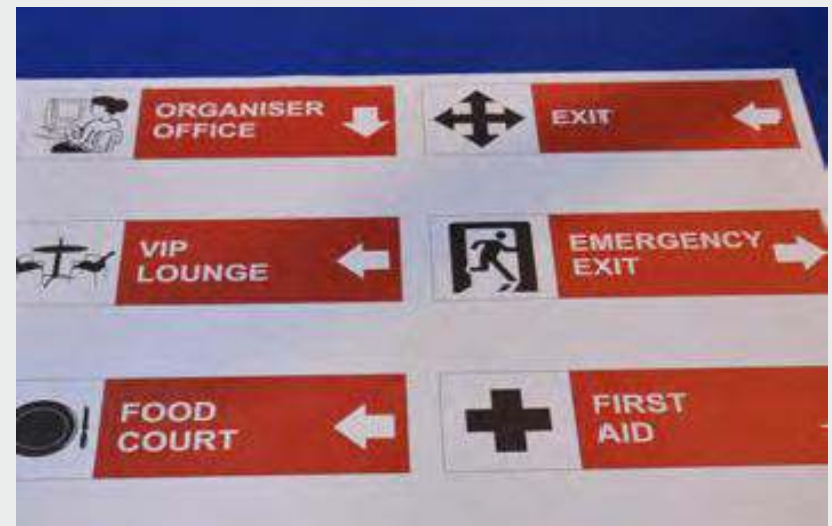 ORGANISER
OFFICE
EXIT
VIP
LOUNGE
EMERGENCY
EXIT
FOOD
COURT
FIRST
AID